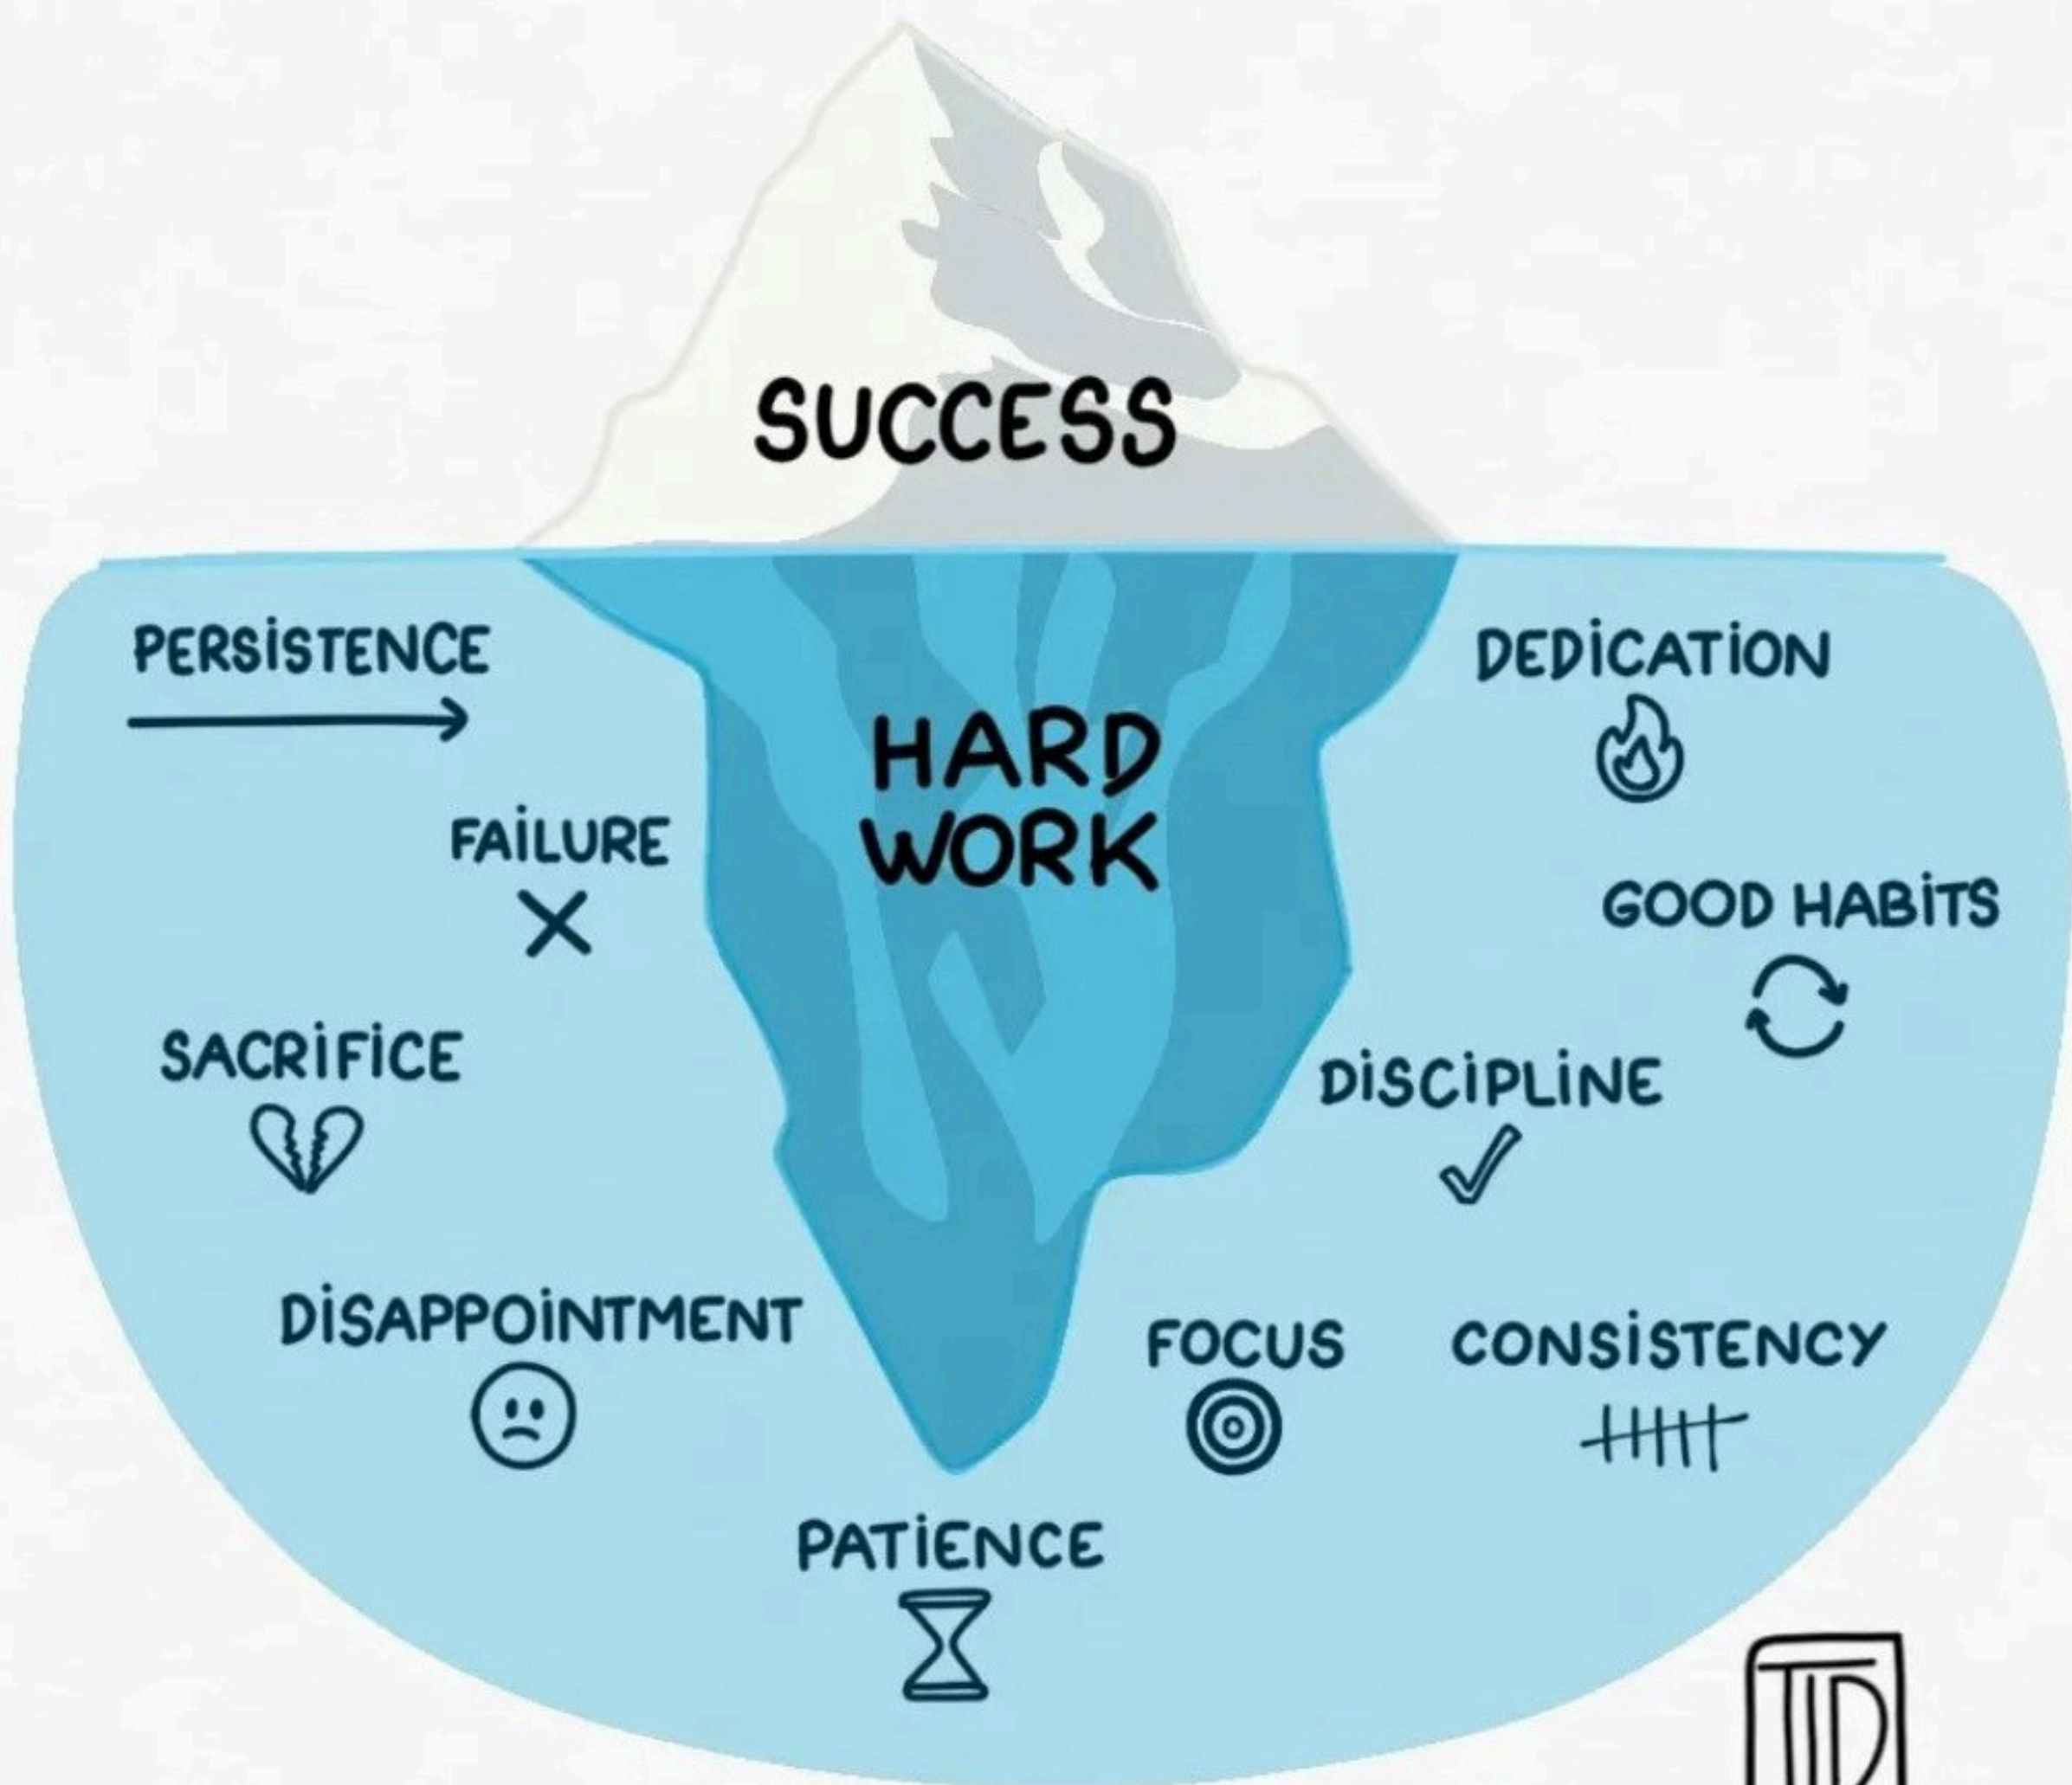 SUCCESS
PERSISTENCE
DEDICATION
HARD
WORK
FAILURE
GOOD HABITS
SACRIFICE
DISCIPLINE
DISAPPOINTMENT
FOCUS
CONSISTENCY
PATIENCE